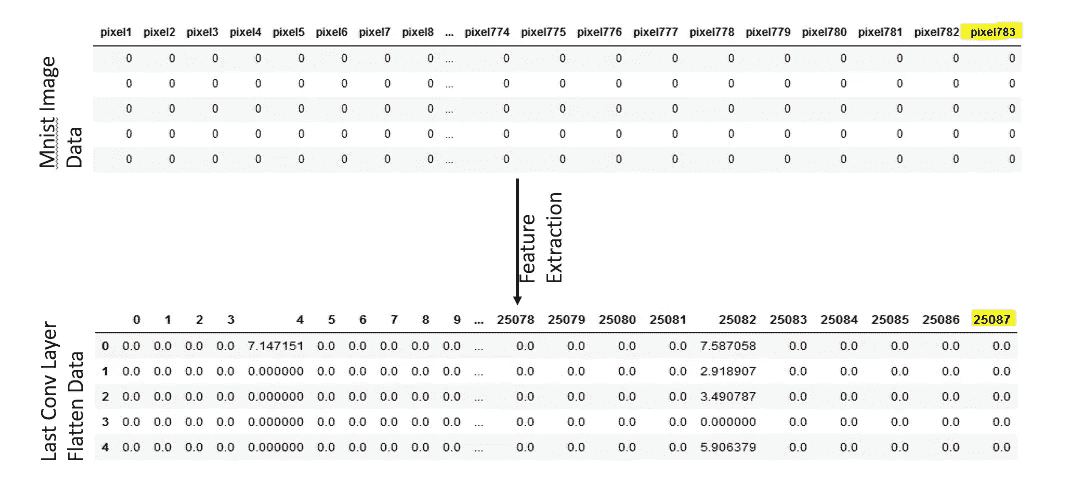 pixel1 pixel2 pixel3 pixel4 pixel5 pixel6 pixel7 pixel8 ... pixel774 pixel775 pixel776 pixel777 pixel778 pixel779 pixel780 pixel781 pixel782 pixel783
0 0 0 0 0 0 0 0 ... 0 0 0 0 0 0 0 0 0 0
0 0 0 0 0 0 0 0 ... 0 0 0 0 0 0 0 0 0 0
0 0 0 0 0 0 0 0 ... 0 0 0 0 0 0 0 0 0 0
0 0 0 0 0 0 0 0 ... 0 0 0 0 0 0 0 0 0 0
0 0 0 0 0 0 0 0 ... 0 0 0 0 0 0 0 0 0 0
Mnist Image
Data
Feature
Extraction
0 1 2 3 4 5 6 7 8 9 ... 25078 25079 25080 25081 25082 25083 25084 25085 25086 25087
0 0.0 0.0 0.0 0.0 7.147151 0.0 0.0 0.0 0.0 0.0 ... 0.0 0.0 0.0 0.0 7.587058 0.0 0.0 0.0 0.0 0.0
1 0.0 0.0 0.0 0.0 0.000000 0.0 0.0 0.0 0.0 0.0 ... 0.0 0.0 0.0 0.0 2.918907 0.0 0.0 0.0 0.0 0.0
2 0.0 0.0 0.0 0.0 0.000000 0.0 0.0 0.0 0.0 0.0 ... 0.0 0.0 0.0 0.0 3.490787 0.0 0.0 0.0 0.0 0.0
3 0.0 0.0 0.0 0.0 0.000000 0.0 0.0 0.0 0.0 0.0 ... 0.0 0.0 0.0 0.0 0.000000 0.0 0.0 0.0 0.0 0.0
4 0.0 0.0 0.0 0.0 0.000000 0.0 0.0 0.0 0.0 0.0 ... 0.0 0.0 0.0 0.0 5.906379 0.0 0.0 0.0 0.0 0.0
Last Conv Layer
Flatten Data